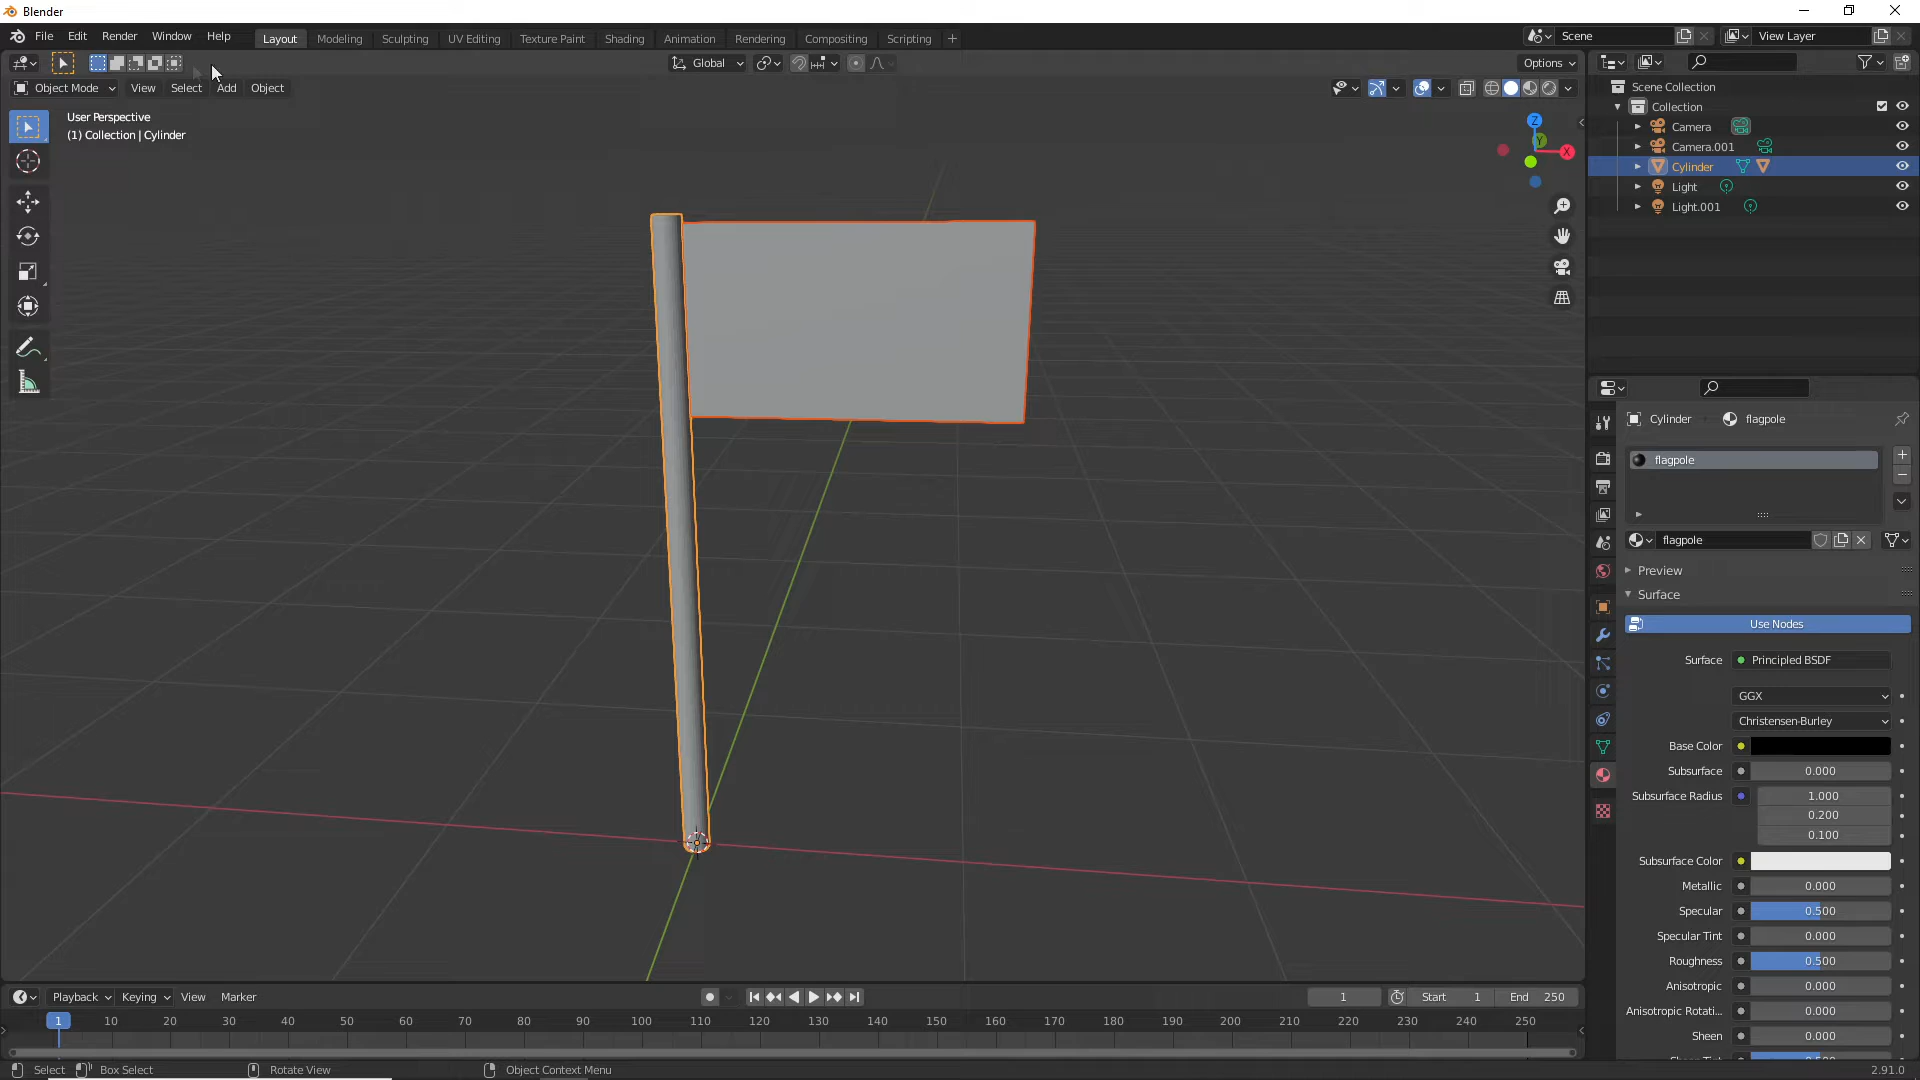 Blender
File Edit Render Window Help
Layout Modeling Sculpting UV Editing Texture Paint Shading Animation Rendering Compositing Scripting
Scene
View Layer
Global
Options
Object Mode View Select Add Object
User Perspective
(1) Collection | Cylinder
Z
Y
X
Scene Collection
Collection
Camera
Camera.001
Cylinder
Light
Light.001
Cylinder flagpole
flagpole
flagpole
Preview
Surface
Use Nodes
Surface Principled BSDF
GGX
Christensen-Burley
Base Color
Subsurface 0.000
Subsurface Radius 1.000
0.200
0.100
Subsurface Color
Metallic 0.000
Specular 0.500
Specular Tint 0.000
Roughness 0.500
Anisotropic 0.000
Anisotropic Rotati... 0.000
Sheen 0.000
Playback Keying View Marker
1
Start 1
End 250
1 10 20 30 40 50 60 70 80 90 100 110 120 130 140 150 160 170 180 190 200 210 220 230 240 250
Select Box Select Rotate View Object Context Menu
2.91.0